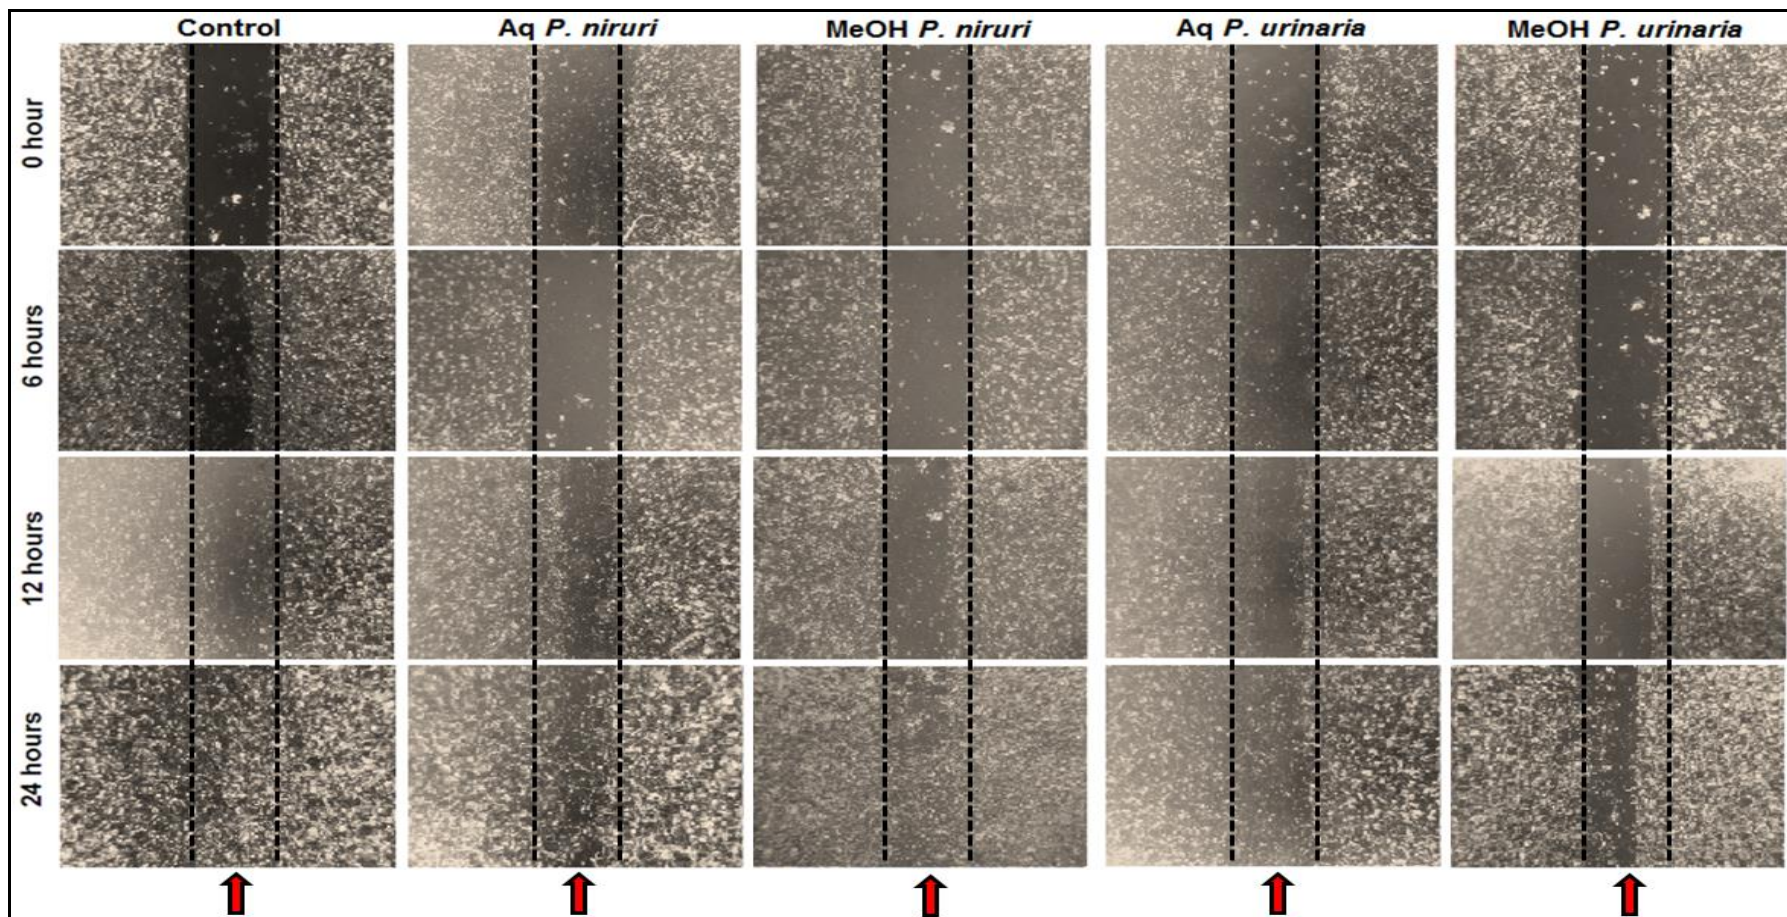 Control Aq P. niruri MeOH P. niruri Aq P. urinaria MeOH P. urinaria
0 hour
6 hours
12 hours
24 hours